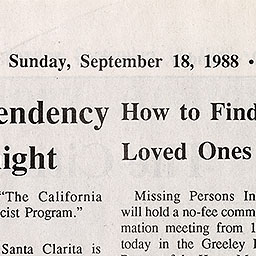 Sunday, September 18, 1988 •
endency
ight
"The California
cist Program."
Santa Clarita is
How to Find
Loved Ones
Missing Persons In
will hold a no-fee comm
mation meeting from 1
today in the Greeley